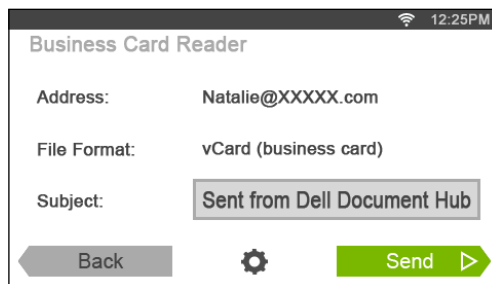 12:25PM
Business Card Reader
Address: Natalie@XXXXX.com
File Format: vCard (business card)
Subject: Sent from Dell Document Hub
Back Send